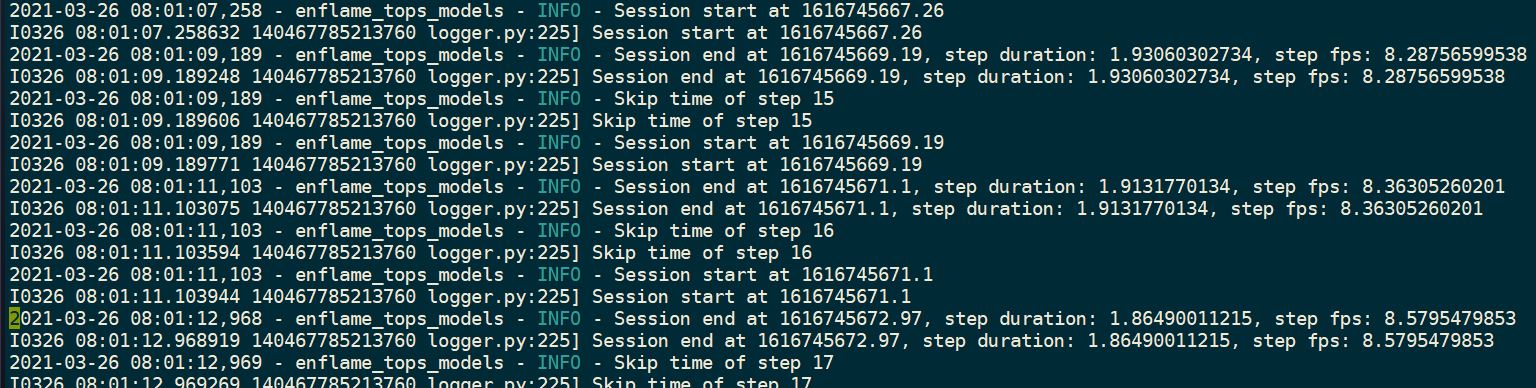 2021-03-26 08:01:07,258 - enflame_tops_models - INFO - Session start at 1616745667.26
I0326 08:01:07.258632 140467785213760 logger.py:225] Session start at 1616745667.26
2021-03-26 08:01:09,189 - enflame_tops_models - INFO - Session end at 1616745669.19, step duration: 1.93060302734, step fps: 8.28756599538
I0326 08:01:09.189248 140467785213760 logger.py:225] Session end at 1616745669.19, step duration: 1.93060302734, step fps: 8.28756599538
2021-03-26 08:01:09,189 - enflame_tops_models - INFO - Skip time of step 15
I0326 08:01:09.189606 140467785213760 logger.py:225] Skip time of step 15
2021-03-26 08:01:09,189 - enflame_tops_models - INFO - Session start at 1616745669.19
I0326 08:01:09.189771 140467785213760 logger.py:225] Session start at 1616745669.19
2021-03-26 08:01:11,103 - enflame_tops_models - INFO - Session end at 1616745671.1, step duration: 1.9131770134, step fps: 8.36305260201
I0326 08:01:11.103075 140467785213760 logger.py:225] Session end at 1616745671.1, step duration: 1.9131770134, step fps: 8.36305260201
2021-03-26 08:01:11,103 - enflame_tops_models - INFO - Skip time of step 16
I0326 08:01:11.103594 140467785213760 logger.py:225] Skip time of step 16
2021-03-26 08:01:11,103 - enflame_tops_models - INFO - Session start at 1616745671.1
I0326 08:01:11.103944 140467785213760 logger.py:225] Session start at 1616745671.1
2021-03-26 08:01:12,968 - enflame_tops_models - INFO - Session end at 1616745672.97, step duration: 1.86490011215, step fps: 8.5795479853
I0326 08:01:12.968919 140467785213760 logger.py:225] Session end at 1616745672.97, step duration: 1.86490011215, step fps: 8.5795479853
2021-03-26 08:01:12,969 - enflame_tops_models - INFO - Skip time of step 17
I0326 08:01:12.969269 140467785213760 logger.py:225] Skip time of step 17